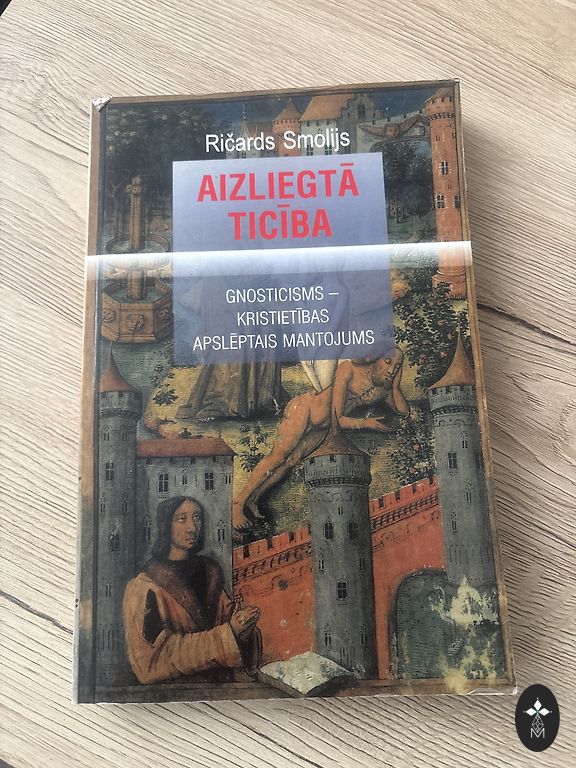 Ričards Smolijs
AIZLIEGTĀ
TICĪBA
GNOSTICISMS –
KRISTIETĪBAS
APSLĒPTAIS MANTOJUMS